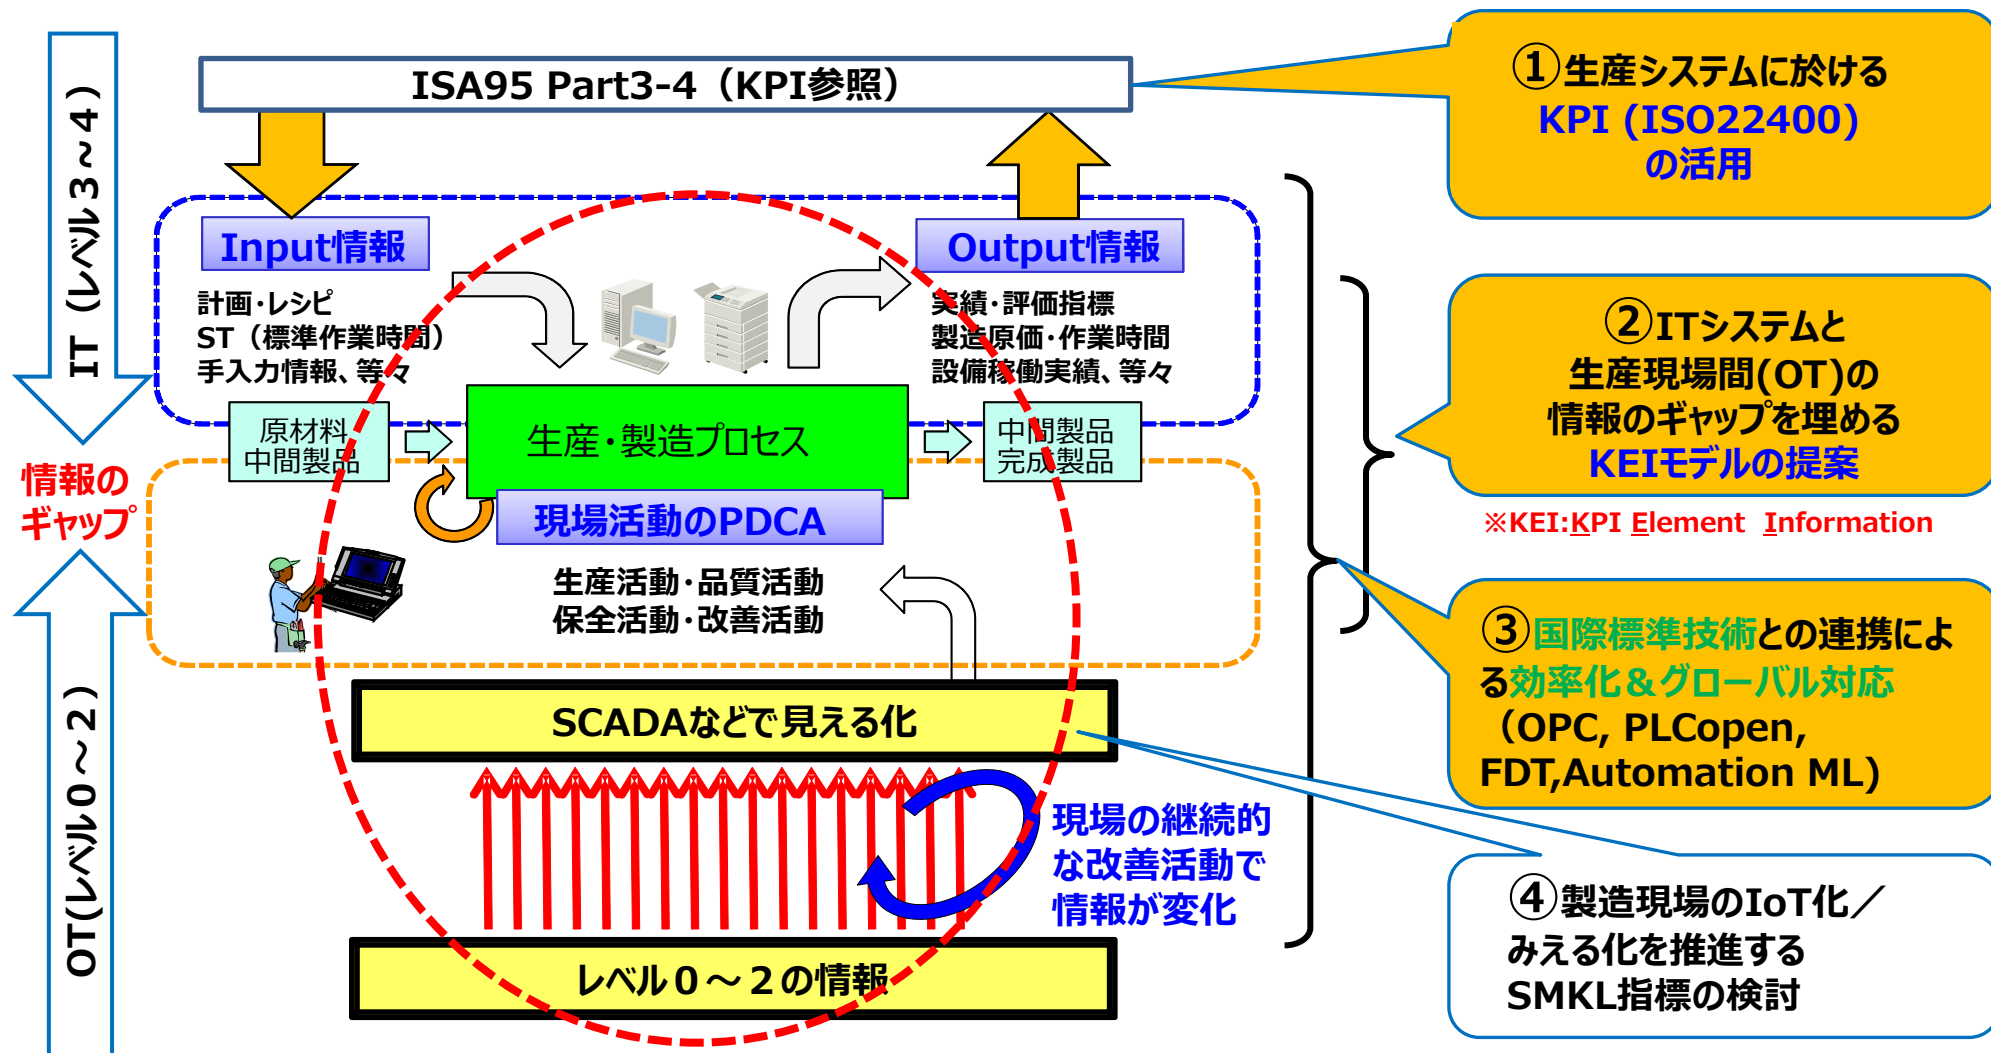 IT（レベル３～４）
情報の
ギャップ
OT(レベル０～２)
ISA95 Part3-4（KPI参照）
Input情報
計画・レシピ
ST（標準作業時間）
手入力情報、等々
Output情報
実績・評価指標
製造原価・作業時間
設備稼働実績、等々
原材料
中間製品
生産・製造プロセス
中間製品
完成製品
現場活動のPDCA
生産活動・品質活動
保全活動・改善活動
SCADAなどで見える化
現場の継続的
な改善活動で
情報が変化
レベル０～２の情報
①生産システムに於ける
KPI (ISO22400)
の活用
②ITシステムと
生産現場間(OT)の
情報のギャップを埋める
KEIモデルの提案
※KEI:KPI Element Information
③国際標準技術との連携によ
る効率化＆グローバル対応
（OPC, PLCopen,
FDT,Automation ML)
④製造現場のIoT化／
みえる化を推進する
SMKL指標の検討